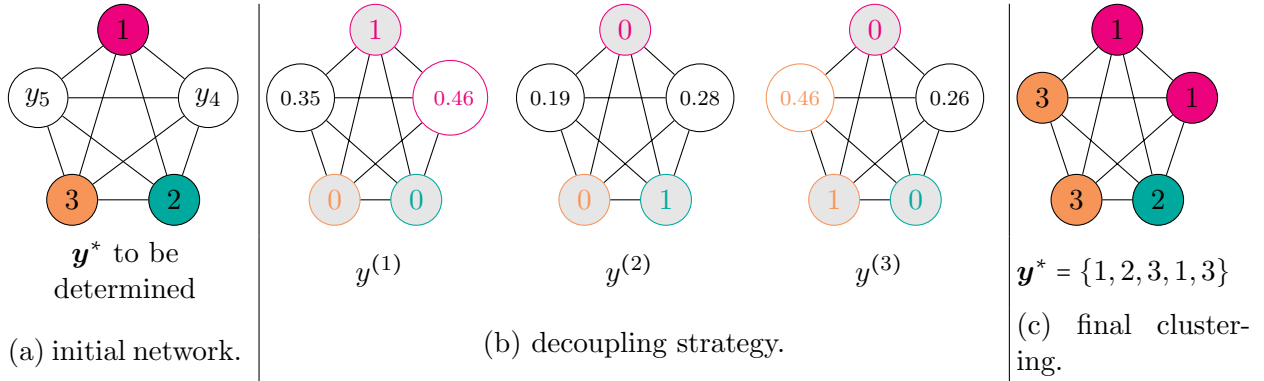 1
y₅
y₄
3
2
y* to be
determined
(a) initial network.
1
0.35
0.46
0
0
y⁽¹⁾
0
0.19
0.28
0
1
y⁽²⁾
0
0.46
0.26
1
0
y⁽³⁾
(b) decoupling strategy.
1
3
1
3
2
y* = {1, 2, 3, 1, 3}
(c) final cluster-
ing.